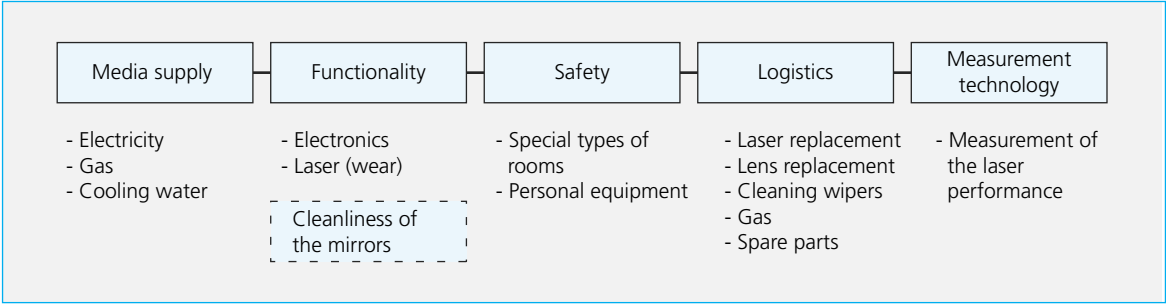 Media supply
- Electricity
- Gas
- Cooling water
Functionality
- Electronics
- Laser (wear)
Cleanliness of
the mirrors
Safety
- Special types of
rooms
- Personal equipment
Logistics
- Laser replacement
- Lens replacement
- Cleaning wipers
- Gas
- Spare parts
Measurement
technology
- Measurement of
the laser
performance